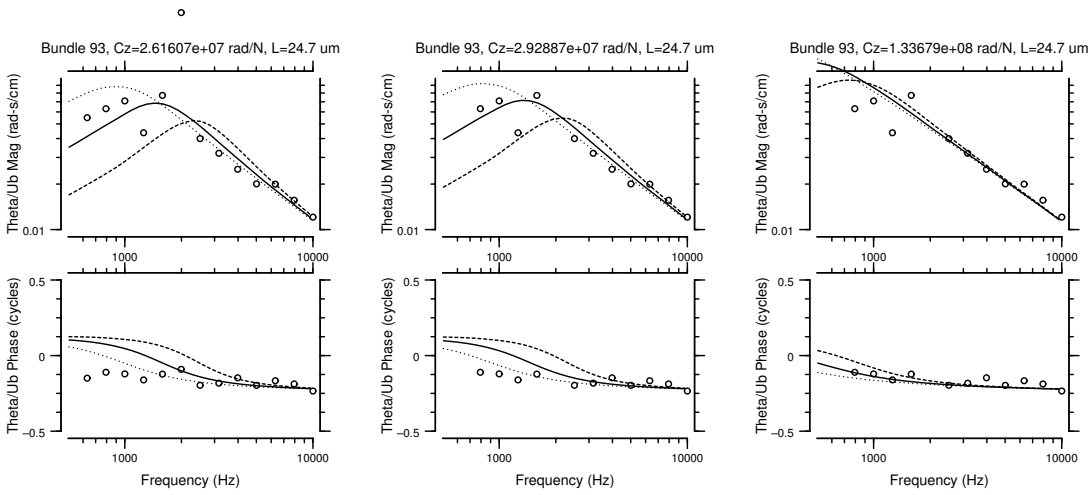 Bundle 93, Cz=2.61607e+07 rad/N, L=24.7 um
Theta/Ub Mag (rad-s/cm)
0.01
1000
10000
Theta/Ub Phase (cycles)
0.5
0
−0.5
1000
10000
Frequency (Hz)
Bundle 93, Cz=2.92887e+07 rad/N, L=24.7 um
Theta/Ub Mag (rad-s/cm)
0.01
1000
10000
Theta/Ub Phase (cycles)
0.5
0
−0.5
1000
10000
Frequency (Hz)
Bundle 93, Cz=1.33679e+08 rad/N, L=24.7 um
Theta/Ub Mag (rad-s/cm)
0.01
1000
10000
Theta/Ub Phase (cycles)
0.5
0
−0.5
1000
10000
Frequency (Hz)